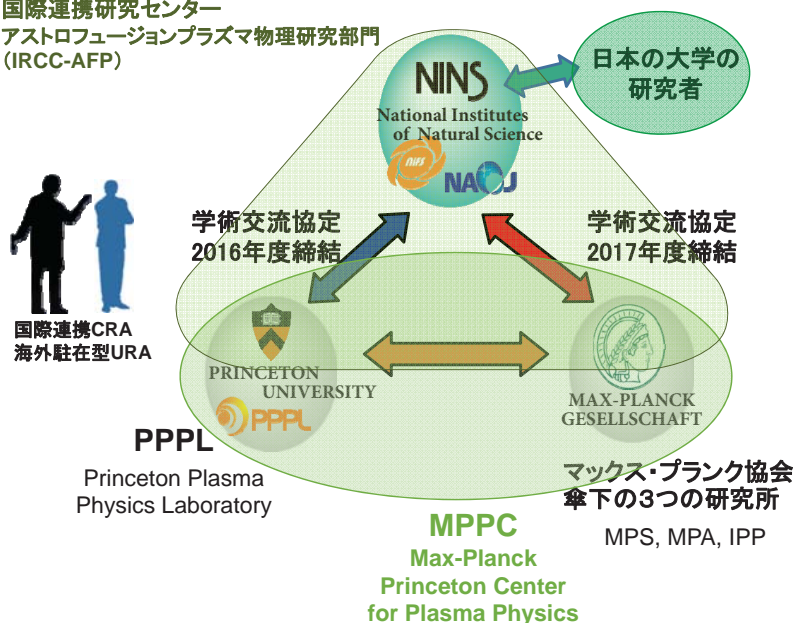 国際連携研究センター
アストロフュージョンプラズマ物理研究部門
(IRCC-AFP)
NINS
National Institutes
of Natural Science
NIFS
NAOJ
日本の大学の
研究者
学術交流協定
2016年度締結
学術交流協定
2017年度締結
国際連携CRA
海外駐在型URA
PRINCETON
UNIVERSITY
PPPL
MAX-PLANCK
GESELLSCHAFT
PPPL
Princeton Plasma
Physics Laboratory
マックス・プランク協会
傘下の3つの研究所
MPS, MPA, IPP
MPPC
Max-Planck
Princeton Center
for Plasma Physics